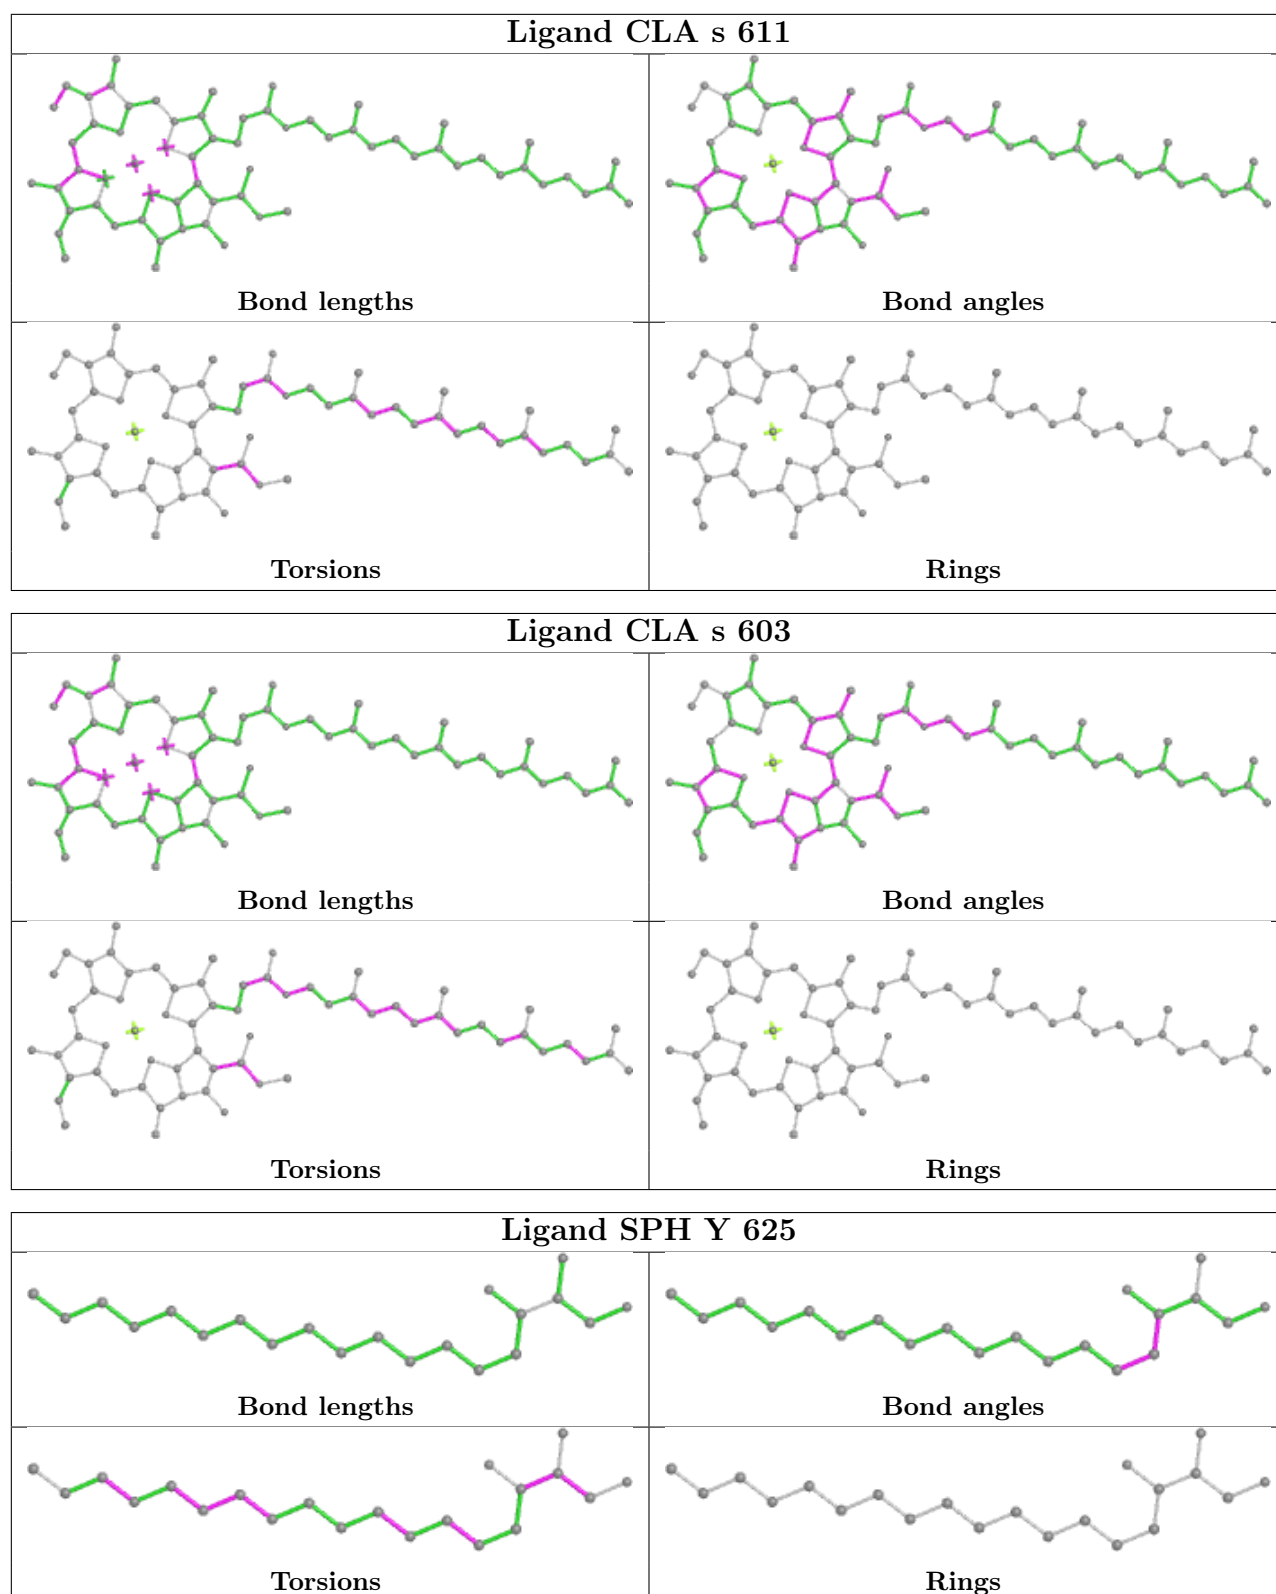 Ligand CLA s 611
Bond lengths
Bond angles
Torsions
Rings
Ligand CLA s 603
Bond lengths
Bond angles
Torsions
Rings
Ligand SPH Y 625
Bond lengths
Bond angles
Torsions
Rings